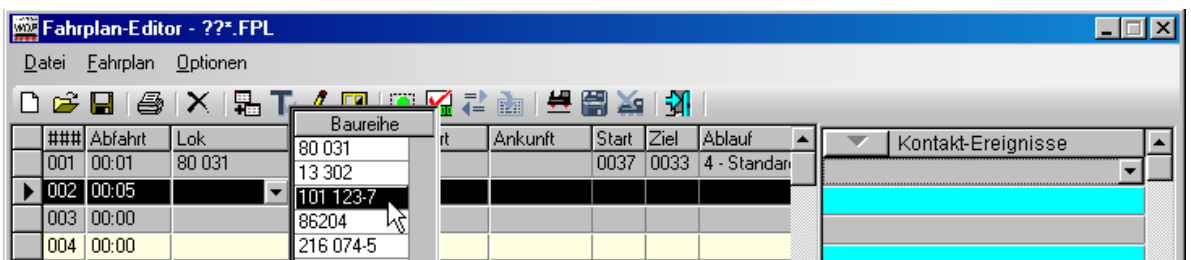 Fahrplan-Editor - ??*.FPL
Datei Fahrplan Optionen
Baureihe
### Abfahrt Lok rt Ankunft Start Ziel Ablauf Kontakt-Ereignisse
80 031
001 00:01 80 031 0037 0033 4 - Standar
13 302
002 00:05
101 123-7
003 00:00
86204
004 00:00
216 074-5